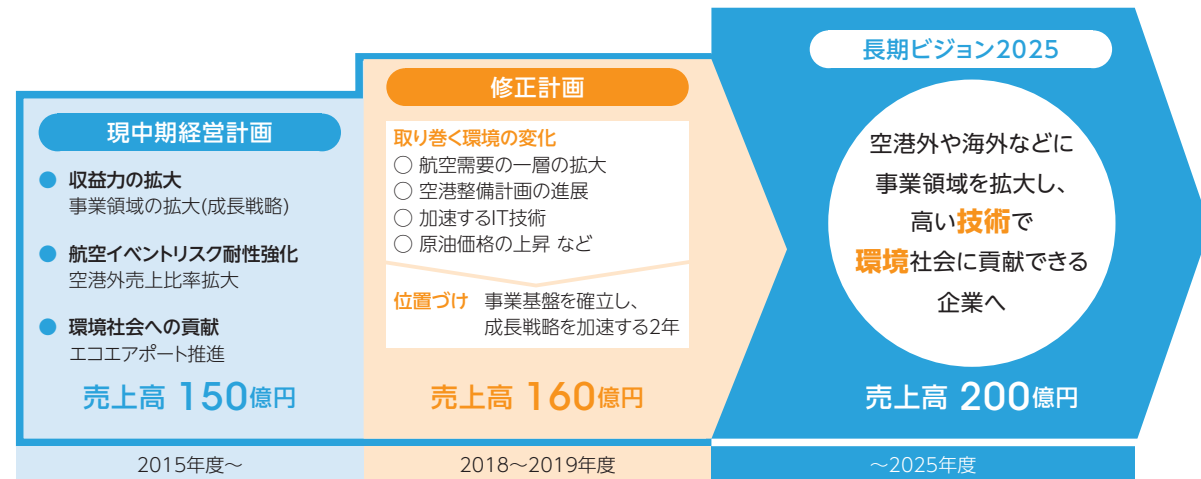 現中期経営計画
● 収益力の拡大
事業領域の拡大(成長戦略)
● 航空イベントリスク耐性強化
空港外売上比率拡大
● 環境社会への貢献
エコエアポート推進
売上高 150億円
2015年度〜
修正計画
取り巻く環境の変化
○ 航空需要の一層の拡大
○ 空港整備計画の進展
○ 加速するIT技術
○ 原油価格の上昇 など
位置づけ 事業基盤を確立し、
成長戦略を加速する2年
売上高 160億円
2018〜2019年度
長期ビジョン2025
空港外や海外などに
事業領域を拡大し、
高い技術で
環境社会に貢献できる
企業へ
売上高 200億円
〜2025年度